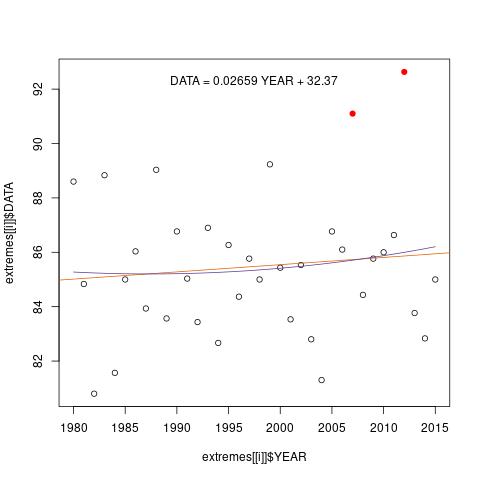 DATA = 0.02659 YEAR + 32.37
extremes[[i]]$DATA
92
90
88
86
84
82
1980 1985 1990 1995 2000 2005 2010 2015
extremes[[i]]$YEAR